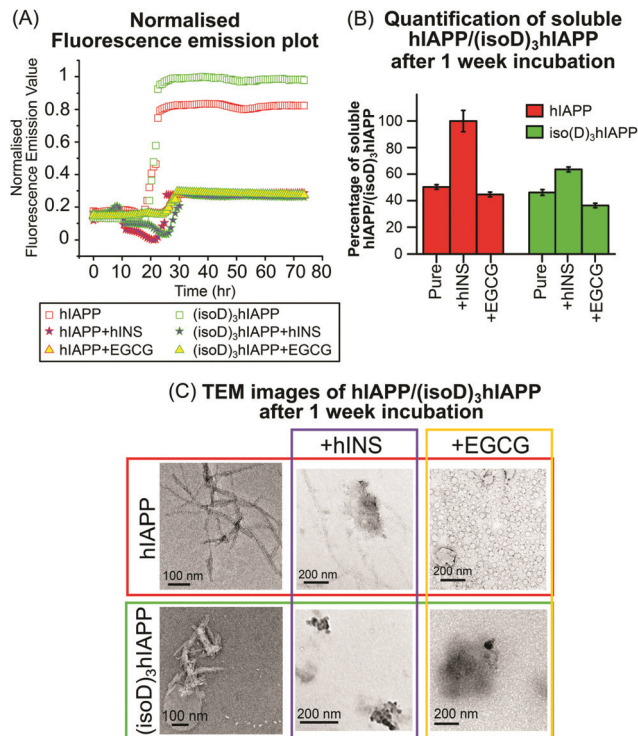 (A)
Normalised
Fluorescence emission plot
Normalised
Fluorescence Emission Value
1
0.8
0.6
0.4
0.2
0
0 10 20 30 40 50 60 70 80
Time (hr)
hIAPP
(isoD)₃hIAPP
hIAPP+hINS
(isoD)₃hIAPP+hINS
hIAPP+EGCG
(isoD)₃hIAPP+EGCG
(B) Quantification of soluble
hIAPP/(isoD)₃hIAPP
after 1 week incubation
Percentage of soluble
hIAPP/(isoD)₃hIAPP
100
80
60
40
20
0
hIAPP
iso(D)₃hIAPP
Pure
+hINS
+EGCG
Pure
+hINS
+EGCG
(C) TEM images of hIAPP/(isoD)₃hIAPP
after 1 week incubation
+hINS
+EGCG
hIAPP
100 nm
200 nm
200 nm
(isoD)₃hIAPP
100 nm
200 nm
200 nm